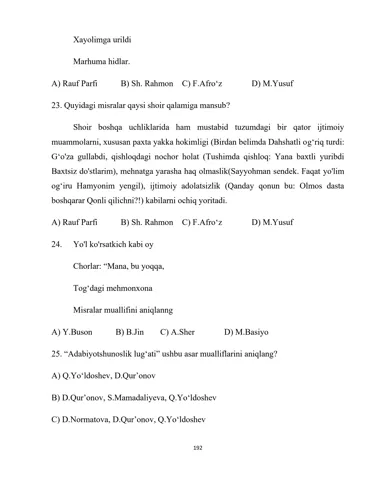 Xayolimga urildi
Marhuma hidlar.
A) Rauf Parfi B) Sh. Rahmon C) F.Afro‘z D) M.Yusuf
23. Quyidagi misralar qaysi shoir qalamiga mansub?
Shoir boshqa uchliklarida ham mustabid tuzumdagi bir qator ijtimoiy
muammolarni, xususan paxta yakka hokimligi (Birdan belimda Dahshatli og‘riq turdi:
G‘o'za gullabdi, qishloqdagi nochor holat (Tushimda qishloq: Yana baxtli yuribdi
Baxtsiz do'stlarim), mehnatga yarasha haq olmaslik(Sayyohman sendek. Faqat yo'lim
og‘iru Hamyonim yengil), ijtimoiy adolatsizlik (Qanday qonun bu: Olmos dasta
boshqarar Qonli qilichni?!) kabilarni ochiq yoritadi.
A) Rauf Parfi B) Sh. Rahmon C) F.Afro‘z D) M.Yusuf
24. Yo'l ko'rsatkich kabi oy
Chorlar: “Mana, bu yoqqa,
Tog‘dagi mehmonxona
Misralar muallifini aniqlanng
A) Y.Buson B) B.Jin C) A.Sher D) M.Basiyo
25. “Adabiyotshunoslik lug‘ati” ushbu asar mualliflarini aniqlang?
A) Q.Yo‘ldoshev, D.Qur’onov
B) D.Qur’onov, S.Mamadaliyeva, Q.Yo‘ldoshev
C) D.Normatova, D.Qur’onov, Q.Yo‘ldoshev
192